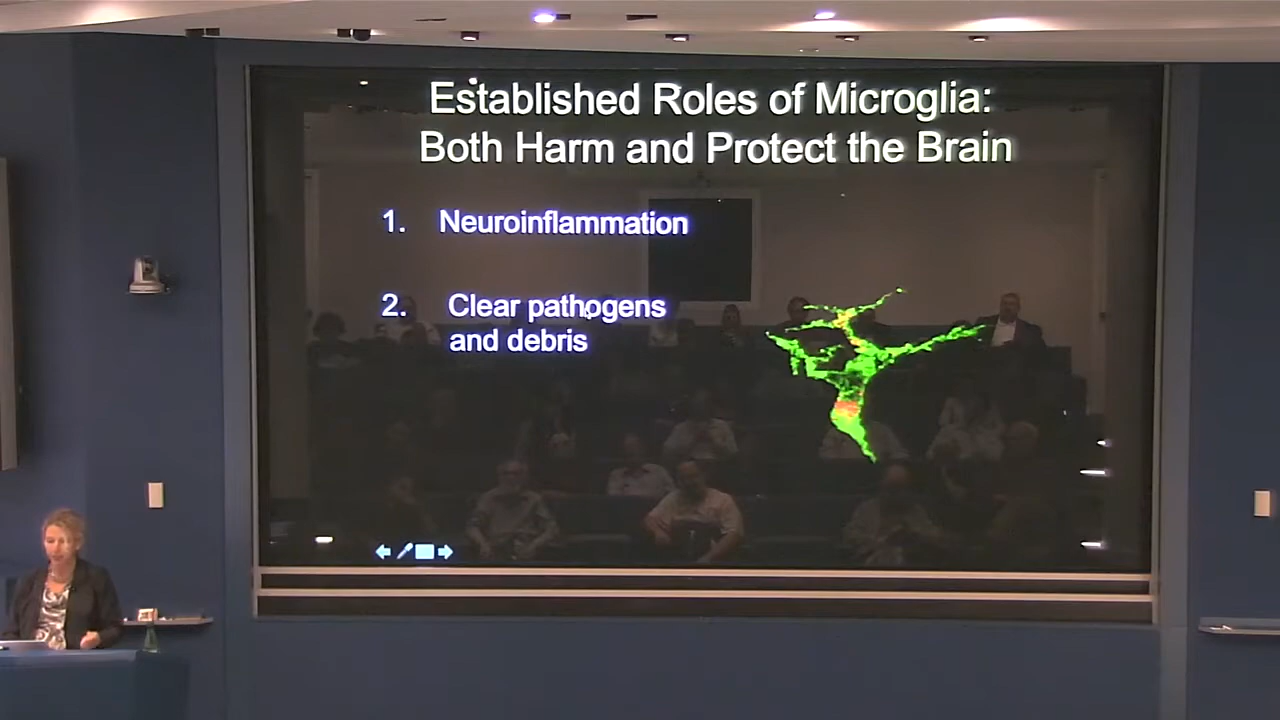 Established Roles of Microglia:
Both Harm and Protect the Brain
1. Neuroinflammation
2. Clear pathogens
and debris